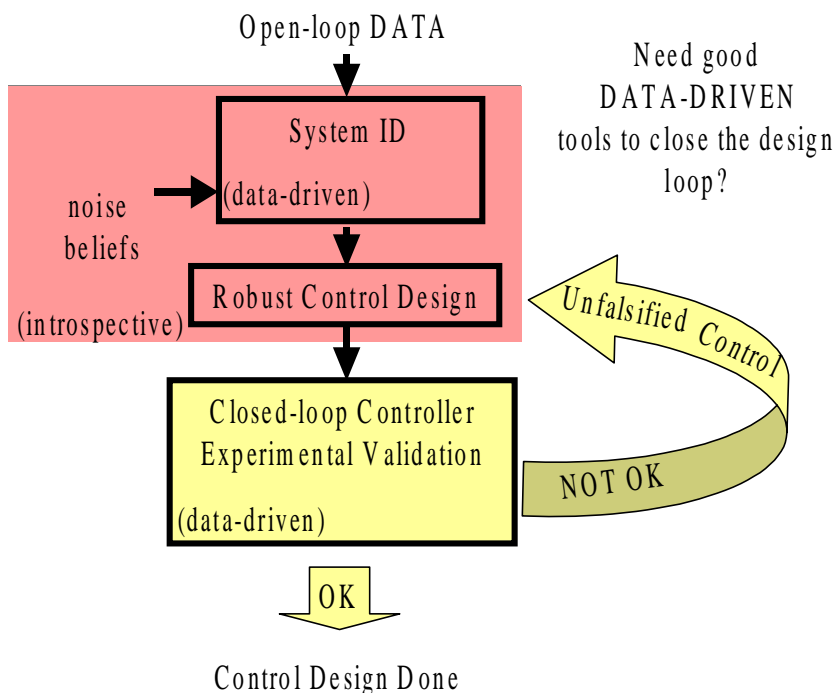 Open-loop DATA
Need good
DATA-DRIVEN
tools to close the design
loop?
System ID
(data-driven)
noise
beliefs
Robust Control Design
(introspective)
Unfalsified Control
Closed-loop Controller
Experimental Validation
(data-driven)
NOT OK
OK
Control Design Done